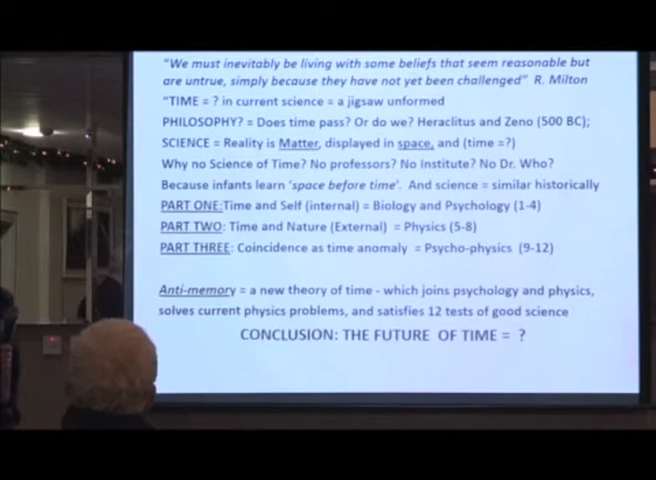 "We must inevitably be living with some beliefs that seem reasonable but
are untrue, simply because they have not yet been challenged" R. Milton
"TIME = ? in current science = a jigsaw unformed
PHILOSOPHY? = Does time pass? Or do we? Heraclitus and Zeno (500 BC);
SCIENCE = Reality is Matter, displayed in space, and (time =?)
Why no Science of Time? No professors? No Institute? No Dr. Who?
Because infants learn 'space before time'. And science = similar historically
PART ONE:Time and Self (internal) = Biology and Psychology (1-4)
PART TWO: Time and Nature (External) = Physics (5-8)
PART THREE: Coincidence as time anomaly = Psycho-physics (9-12)
Anti-memory = a new theory of time - which joins psychology and physics,
solves current physics problems, and satisfies 12 tests of good science
CONCLUSION: THE FUTURE OF TIME = ?